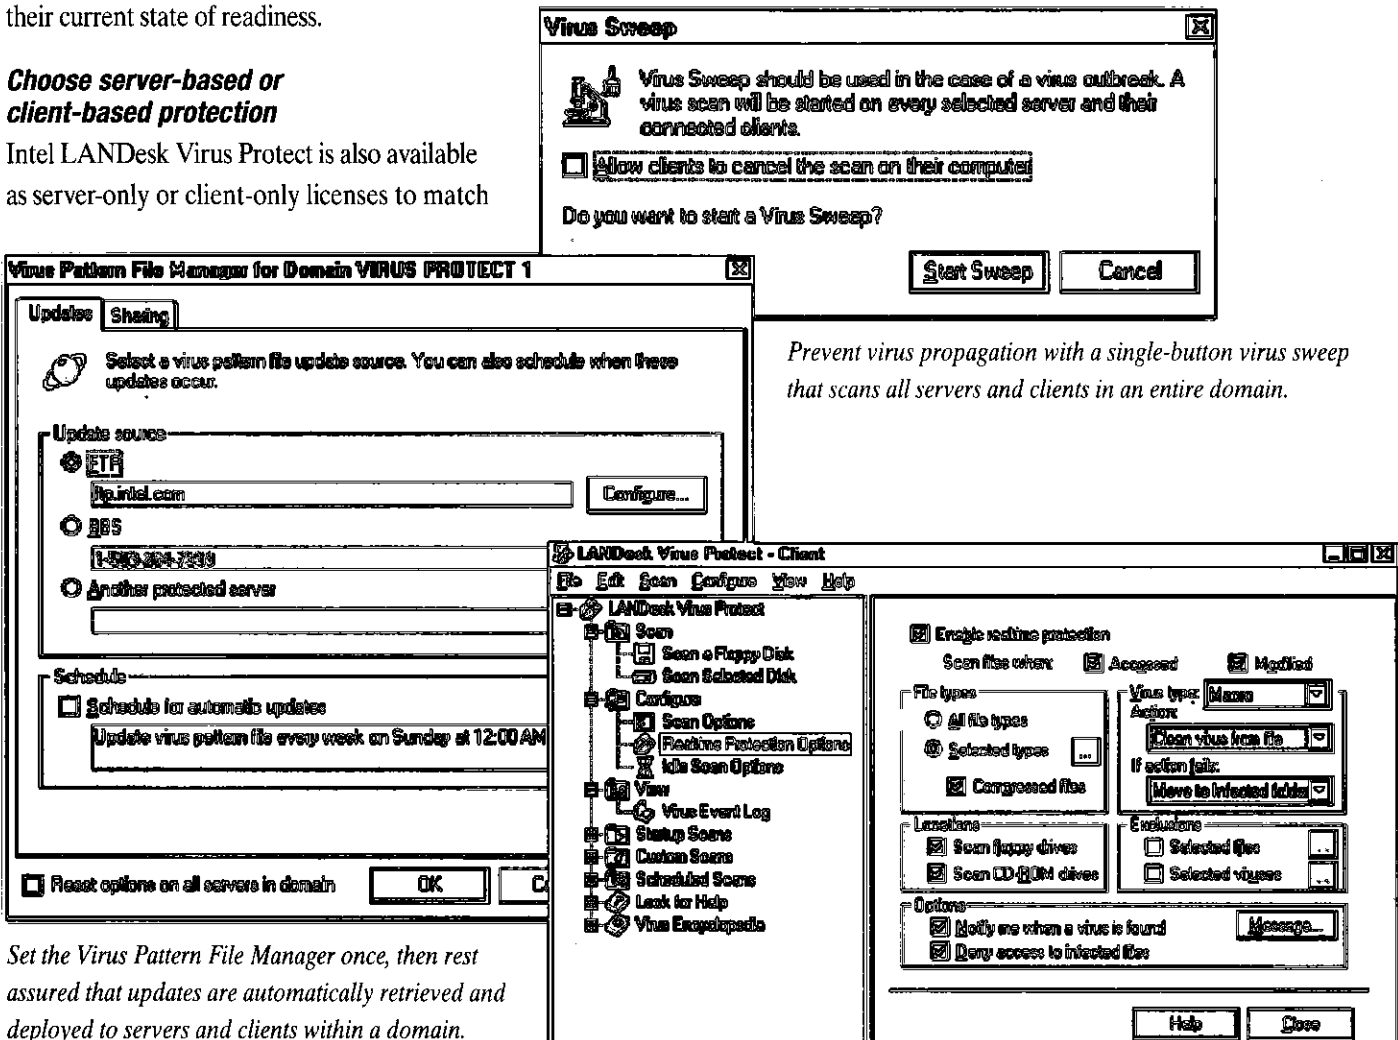 their current state of readiness.
Choose server-based or
client-based protection
Intel LANDesk Virus Protect is also available
as server-only or client-only licenses to match
Virus Sweep
Virus Sweep should be used in the case of a virus outbreak. A
virus scan will be started on every selected server and their
connected clients.
Allow clients to cancel the scan on their computer
Do you want to start a Virus Sweep?
Start Sweep
Cancel
Prevent virus propagation with a single-button virus sweep
that scans all servers and clients in an entire domain.
Virus Pattern File Manager for Domain VIRUS PROTECT 1
Updates
Sharing
Select a virus pattern file update source. You can also schedule when these
updates occur.
Update source
FTP
ftp.intel.com
Configure...
BBS
Another protected server
Schedule
Schedule for automatic updates
Update virus pattern file every week on Sunday at 12:00 AM
Reset options on all servers in domain
OK
Set the Virus Pattern File Manager once, then rest
assured that updates are automatically retrieved and
deployed to servers and clients within a domain.
LANDesk Virus Protect - Client
File Edit Scan Configure View Help
LANDesk Virus Protect
Scan
Scan a Floppy Disk
Scan Selected Disk
Configure
Scan Options
Realtime Protection Options
Idle Scan Options
View
Virus Event Log
Startup Scans
Custom Scans
Scheduled Scans
Look for Help
Virus Encyclopedia
Enable realtime protection
Scan files when: Accessed Modified
File types
All file types
Selected types
...
Compressed files
Virus type: Macro
Action:
Clean virus from file
If action fails:
Move to infected folder
Locations
Scan floppy drives
Scan CD-ROM drives
Exclusions
Selected files
Selected viruses
Options
Notify me when a virus is found
Message...
Deny access to infected files
Help
Close